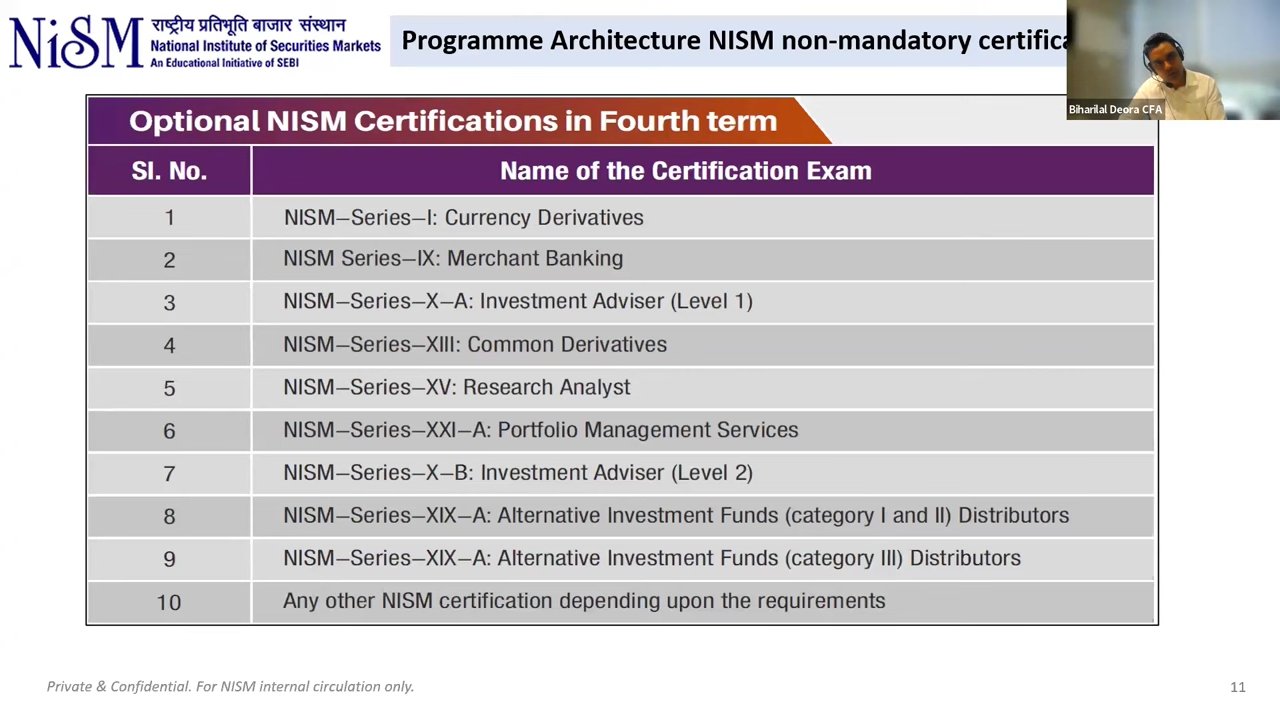 NiSM
राष्ट्रीय प्रतिभूति बाजार संस्थान
National Institute of Securities Markets
An Educational Initiative of SEBI
Programme Architecture NISM non-mandatory certifica
Biharilal Deora CFA
Optional NISM Certifications in Fourth term
Sl. No. Name of the Certification Exam
1 NISM–Series–I: Currency Derivatives
2 NISM Series–IX: Merchant Banking
3 NISM–Series–X–A: Investment Adviser (Level 1)
4 NISM–Series–XIII: Common Derivatives
5 NISM–Series–XV: Research Analyst
6 NISM–Series–XXI–A: Portfolio Management Services
7 NISM–Series–X–B: Investment Adviser (Level 2)
8 NISM–Series–XIX–A: Alternative Investment Funds (category I and II) Distributors
9 NISM–Series–XIX–A: Alternative Investment Funds (category III) Distributors
10 Any other NISM certification depending upon the requirements
Private & Confidential. For NISM internal circulation only.
11